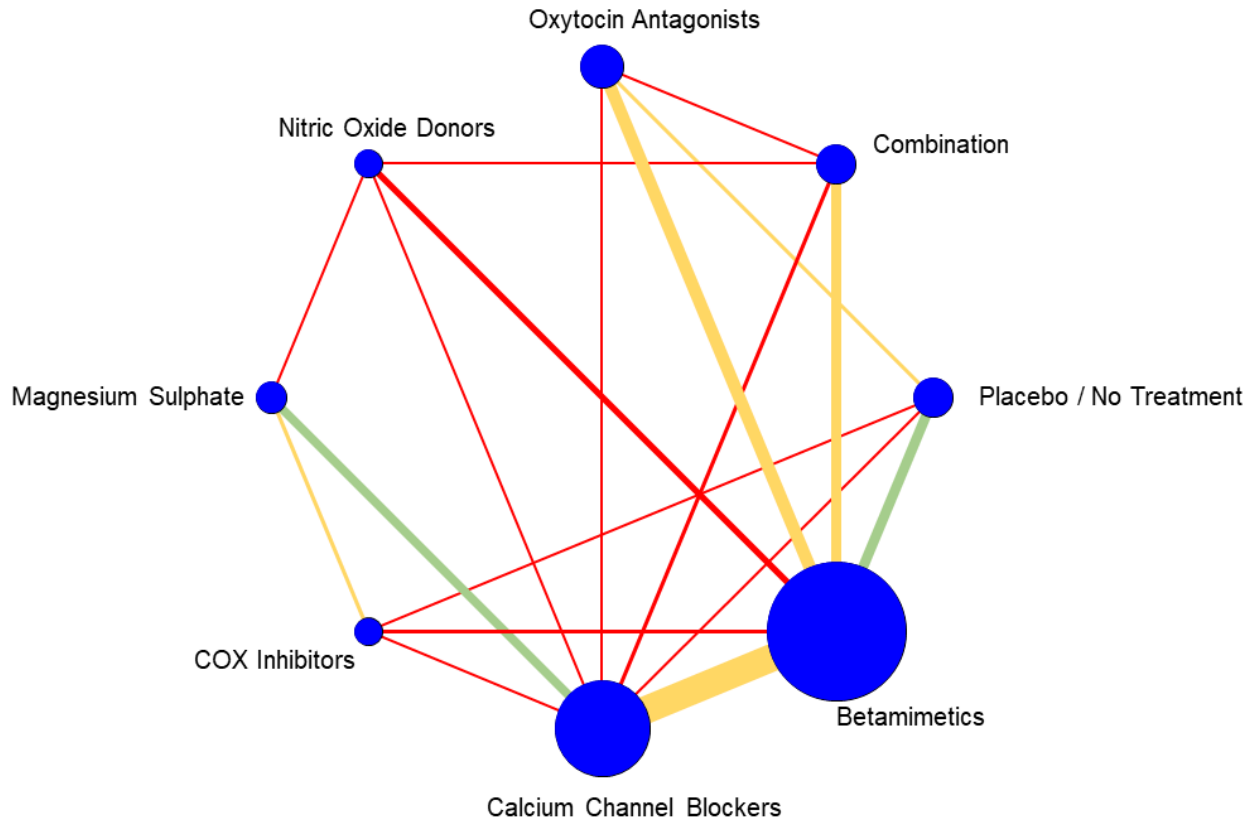 Oxytocin Antagonists
Nitric Oxide Donors
Combination
Magnesium Sulphate
Placebo / No Treatment
COX Inhibitors
Betamimetics
Calcium Channel Blockers